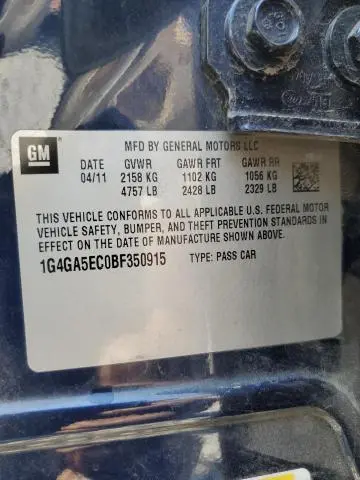 GM
MFD BY GENERAL MOTORS LLC
DATE GVWR GAWR FRT GAWR RR
04/11 2158 KG 1102 KG 1056 KG
4757 LB 2428 LB 2329 LB
THIS VEHICLE CONFORMS TO ALL APPLICABLE U.S. FEDERAL MOTOR
VEHICLE SAFETY, BUMPER, AND THEFT PREVENTION STANDARDS IN
EFFECT ON THE DATE OF MANUFACTURE SHOWN ABOVE.
1G4GA5EC0BF350915 TYPE: PASS CAR